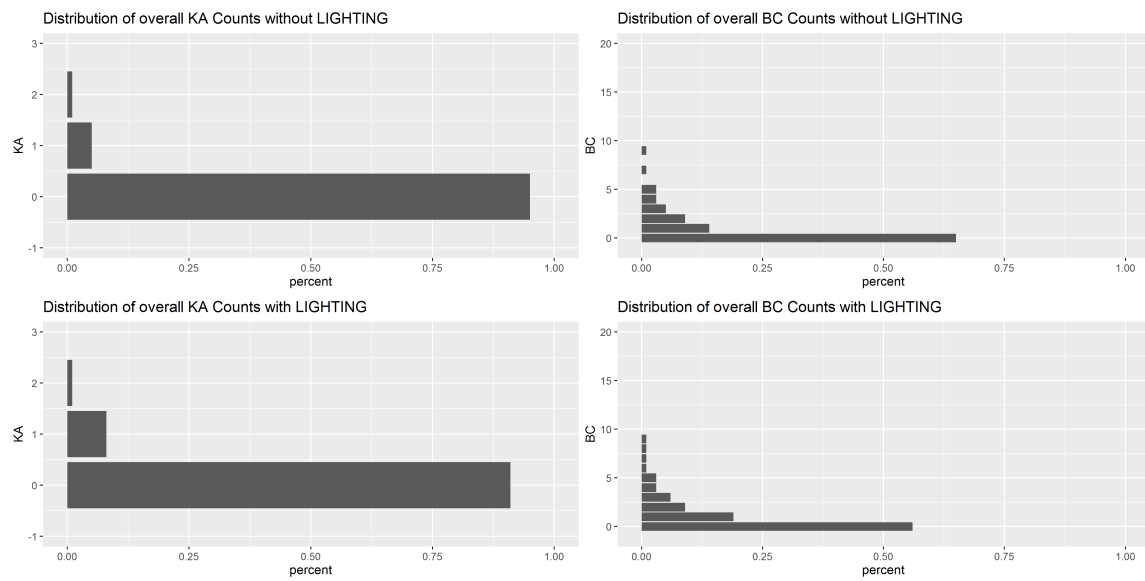 Distribution of overall KA Counts without LIGHTING
3
2
1
0
-1
KA
0.00 0.25 0.50 0.75 1.00
percent
Distribution of overall BC Counts without LIGHTING
20
15
10
5
0
BC
0.00 0.25 0.50 0.75 1.00
percent
Distribution of overall KA Counts with LIGHTING
3
2
1
0
-1
KA
0.00 0.25 0.50 0.75 1.00
percent
Distribution of overall BC Counts with LIGHTING
20
15
10
5
0
BC
0.00 0.25 0.50 0.75 1.00
percent